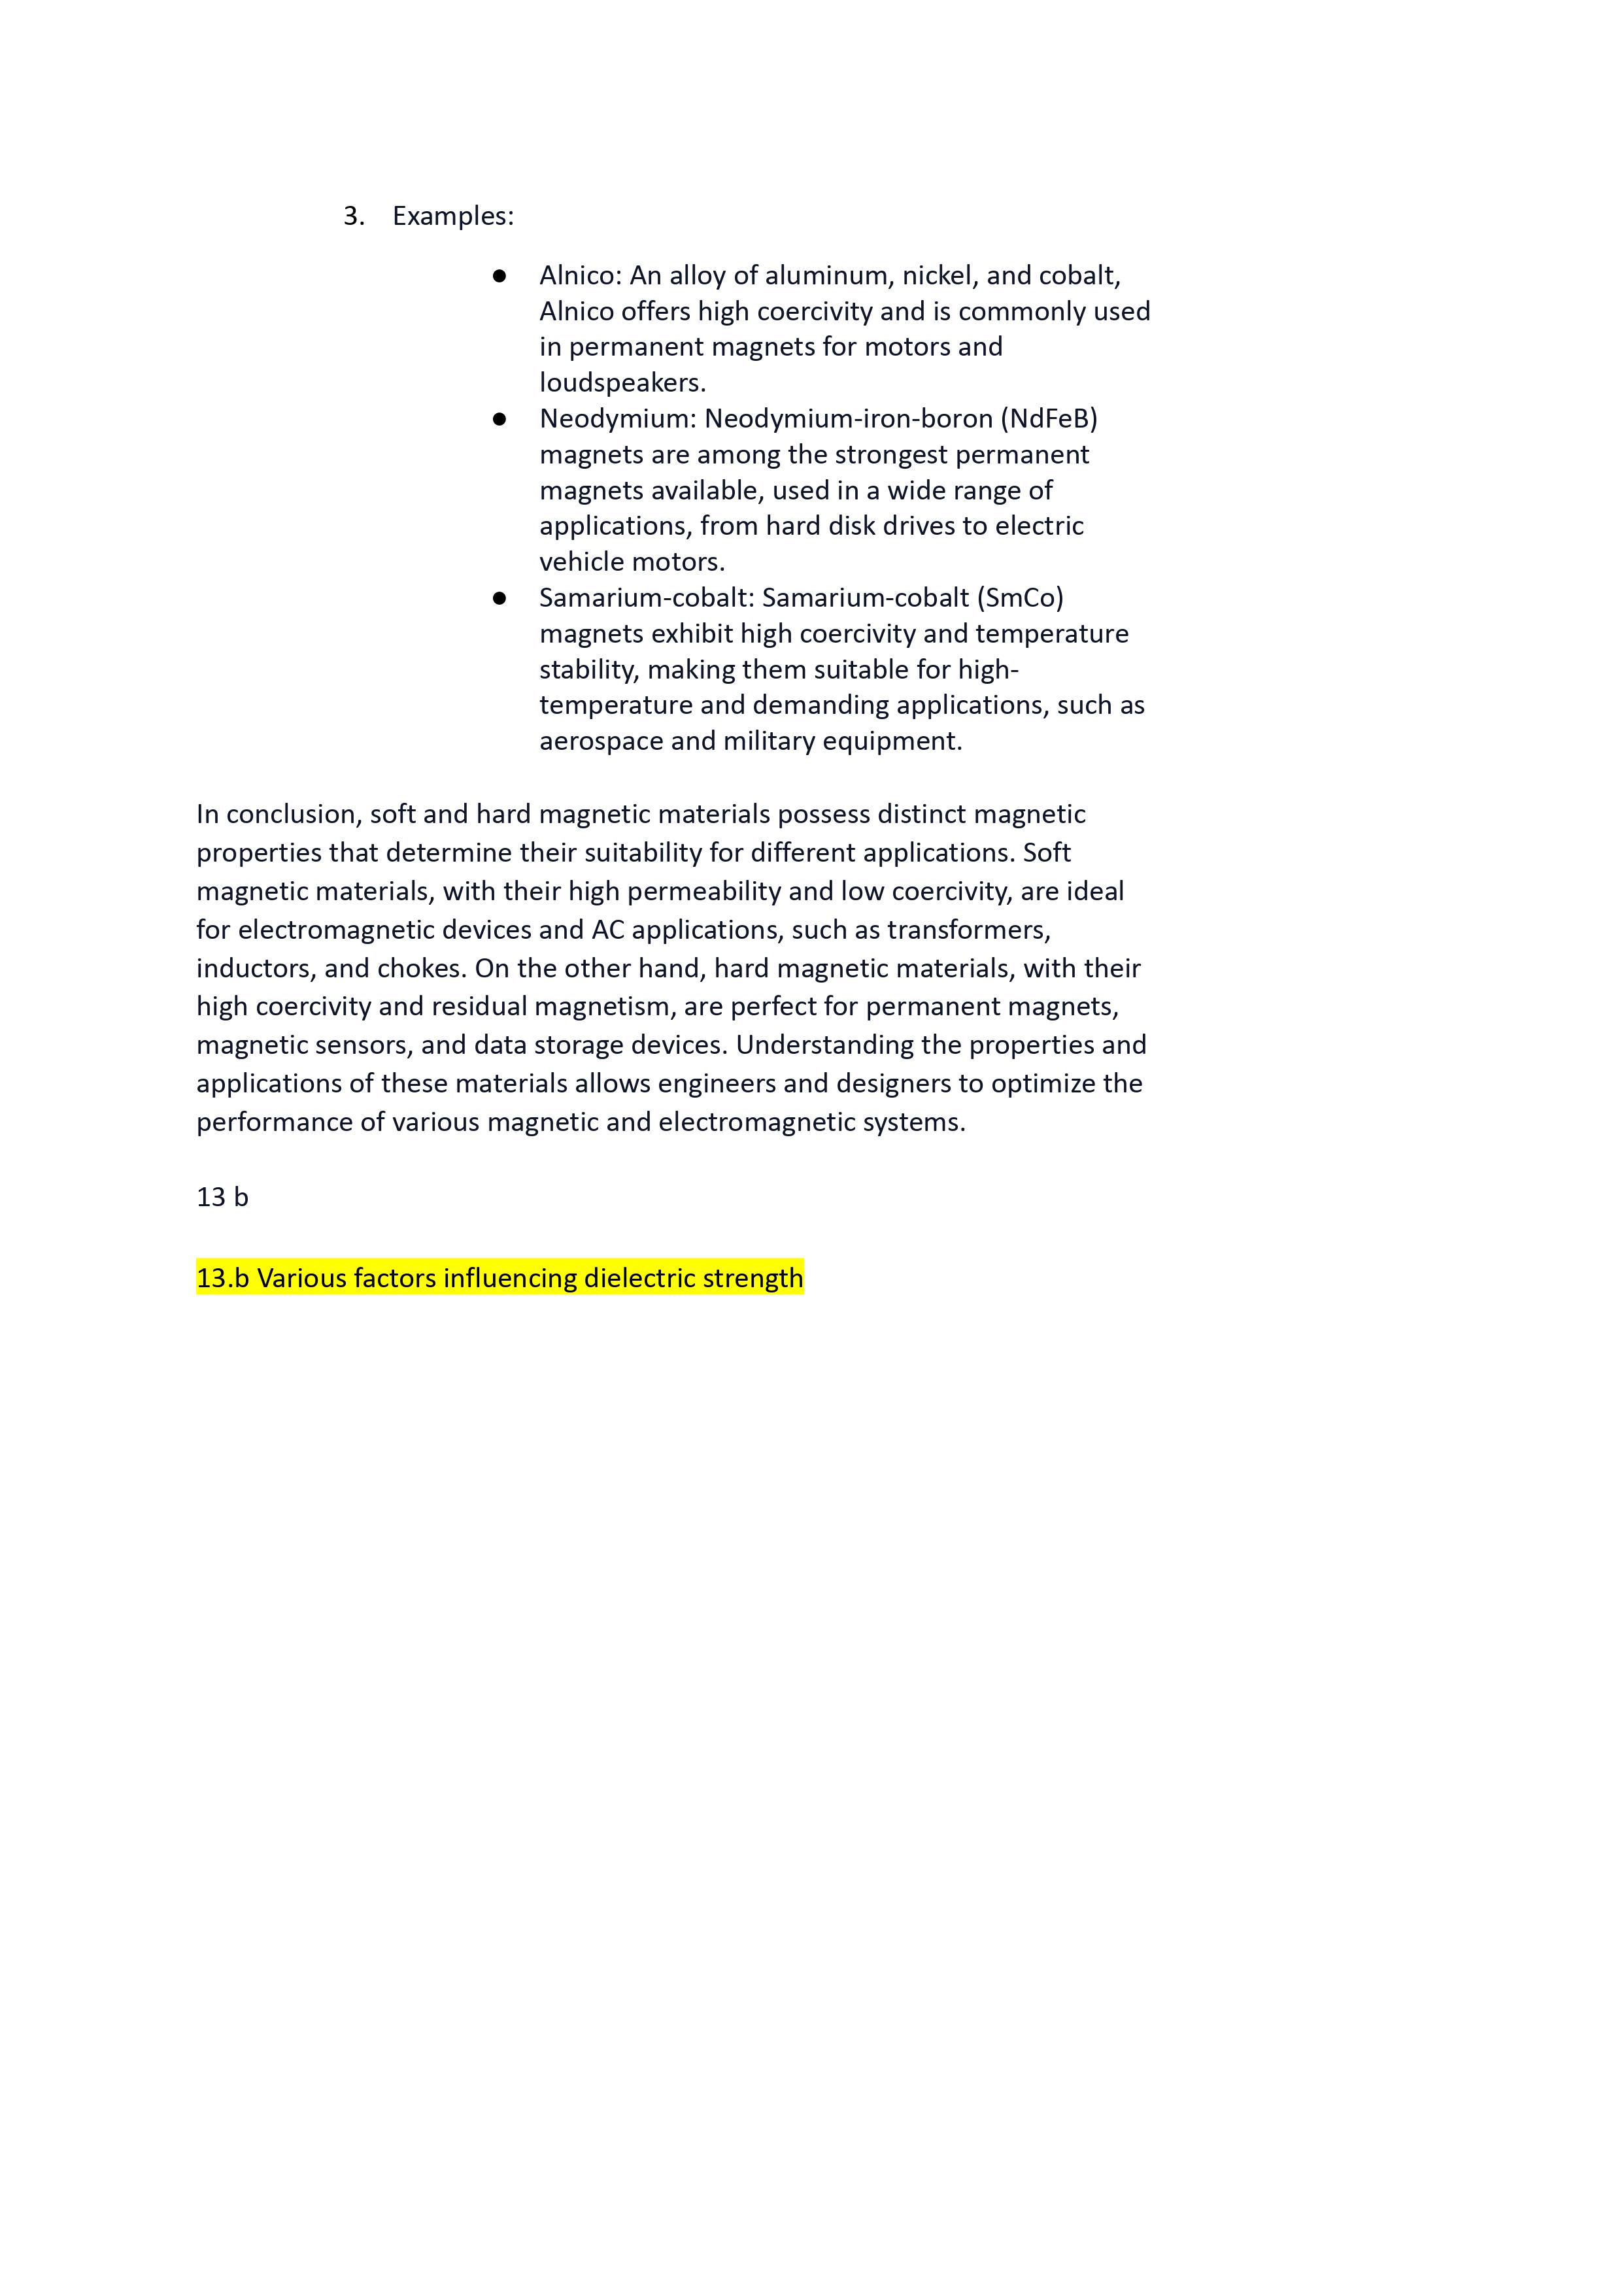 3. Examples:
● Alnico: An alloy of aluminum, nickel, and cobalt,
Alnico offers high coercivity and is commonly used
in permanent magnets for motors and
loudspeakers.
● Neodymium: Neodymium-iron-boron (NdFeB)
magnets are among the strongest permanent
magnets available, used in a wide range of
applications, from hard disk drives to electric
vehicle motors.
● Samarium-cobalt: Samarium-cobalt (SmCo)
magnets exhibit high coercivity and temperature
stability, making them suitable for high-
temperature and demanding applications, such as
aerospace and military equipment.
In conclusion, soft and hard magnetic materials possess distinct magnetic
properties that determine their suitability for different applications. Soft
magnetic materials, with their high permeability and low coercivity, are ideal
for electromagnetic devices and AC applications, such as transformers,
inductors, and chokes. On the other hand, hard magnetic materials, with their
high coercivity and residual magnetism, are perfect for permanent magnets,
magnetic sensors, and data storage devices. Understanding the properties and
applications of these materials allows engineers and designers to optimize the
performance of various magnetic and electromagnetic systems.
13 b
13.b Various factors influencing dielectric strength